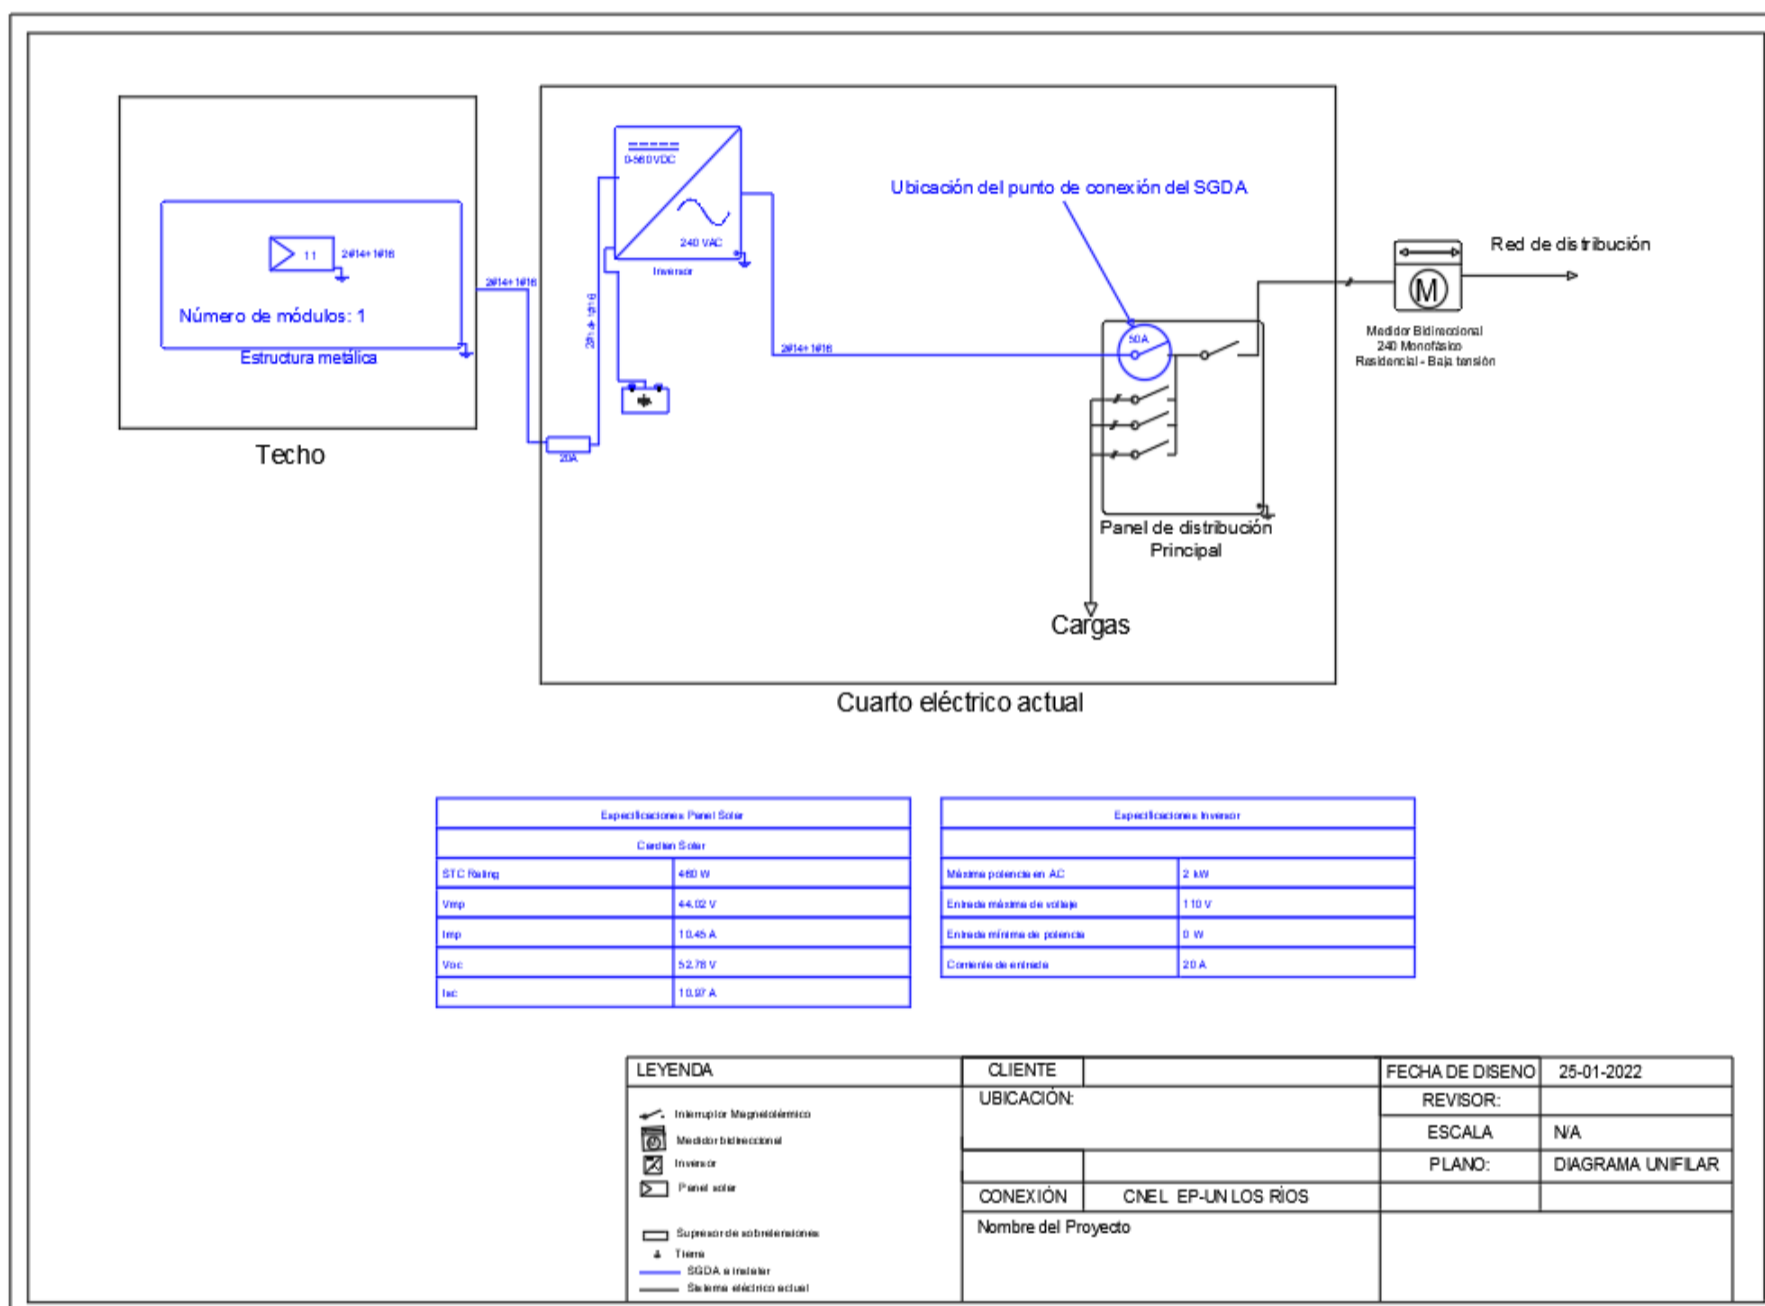 0-560VDC
240 VAC
Inversor
Ubicación del punto de conexión del SGDA
11
2#14+1#16
Número de módulos: 1
Estructura metálica
Techo
2#14+1#16
20A
2#14+1#16
50A
Panel de distribución
Principal
Cargas
Cuarto eléctrico actual
Red de distribución
M
Medidor Bidireccional
240 Monofásico
Residencial - Baja tensión
Especificaciones Panel Solar
STC Rating 460 W
Vmp 44.02 V
Imp 10.45 A
Voc 52.78 V
Isc 10.97 A
Especificaciones Inversor
Máxima potencia en AC 2 kW
Entrada máxima de voltaje 110 V
Entrada mínima de potencia 0 W
Corriente de entrada 20 A
LEYENDA
Interruptor Magnetotérmico
Medidor bidireccional
Inversor
Panel solar
Supresor de sobretensiones
Tierra
SGDA a instalar
Sistema eléctrico actual
CLIENTE
UBICACIÓN:
CONEXIÓN CNEL EP-UN LOS RÍOS
Nombre del Proyecto
FECHA DE DISENO 25-01-2022
REVISOR:
ESCALA N/A
PLANO: DIAGRAMA UNIFILAR